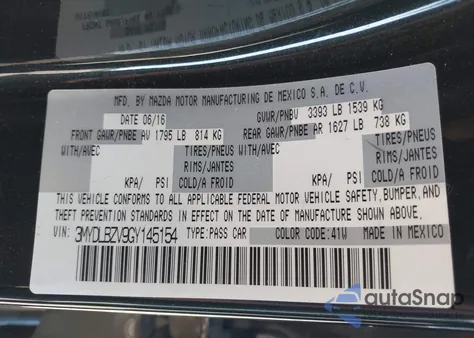 MFD. BY MAZDA MOTOR MANUFACTURING DE MEXICO S.A. DE C.V.
DATE 06/16 GVWR/PNBV 3393 LB 1539 KG
FRONT GAWR/PNBE AV 1795 LB 814 KG REAR GAWR/PNBE AR 1627 LB 738 KG
WITH/AVEC TIRES/PNEUS WITH/AVEC TIRES/PNEUS
RIMS/JANTES RIMS/JANTES
KPA/ PSI COLD/A FROID KPA/ PSI COLD/A FROID
THIS VEHICLE CONFORMS TO ALL APPLICABLE FEDERAL MOTOR VEHICLE SAFETY, BUMPER, AND
THEFT PREVENTION STANDARDS IN EFFECT ON THE DATE OF MANUFACTURE SHOWN ABOVE.
VIN: 3MYDLBZV9GY145154 TYPE: PASS CAR COLOR CODE: 41W MADE IN MEXICO
autoSnap